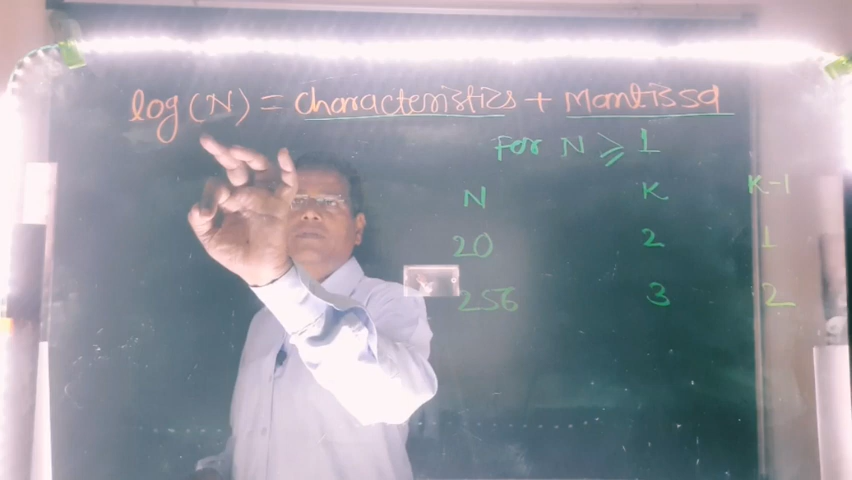 log (N) = characteristics + Mantissa
For N ≥ 1
N K K-1
20 2 1
256 3 2